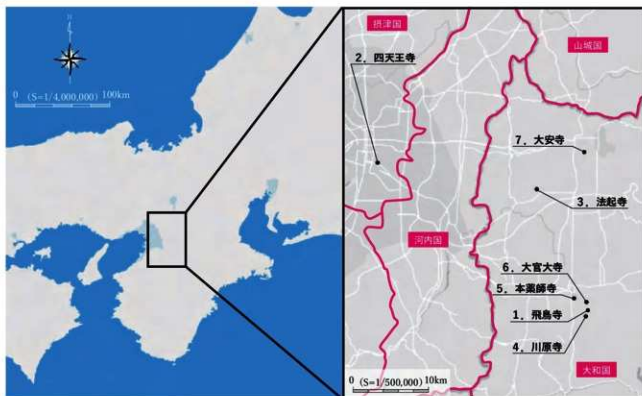 N
0 (S=1/4,000,000) 100km
摂津国
山城国
2. 四天王寺
7. 大安寺
3. 法起寺
河内国
6. 大官大寺
5. 本薬師寺
1. 飛鳥寺
4. 川原寺
大和国
0 (S=1/500,000) 10km